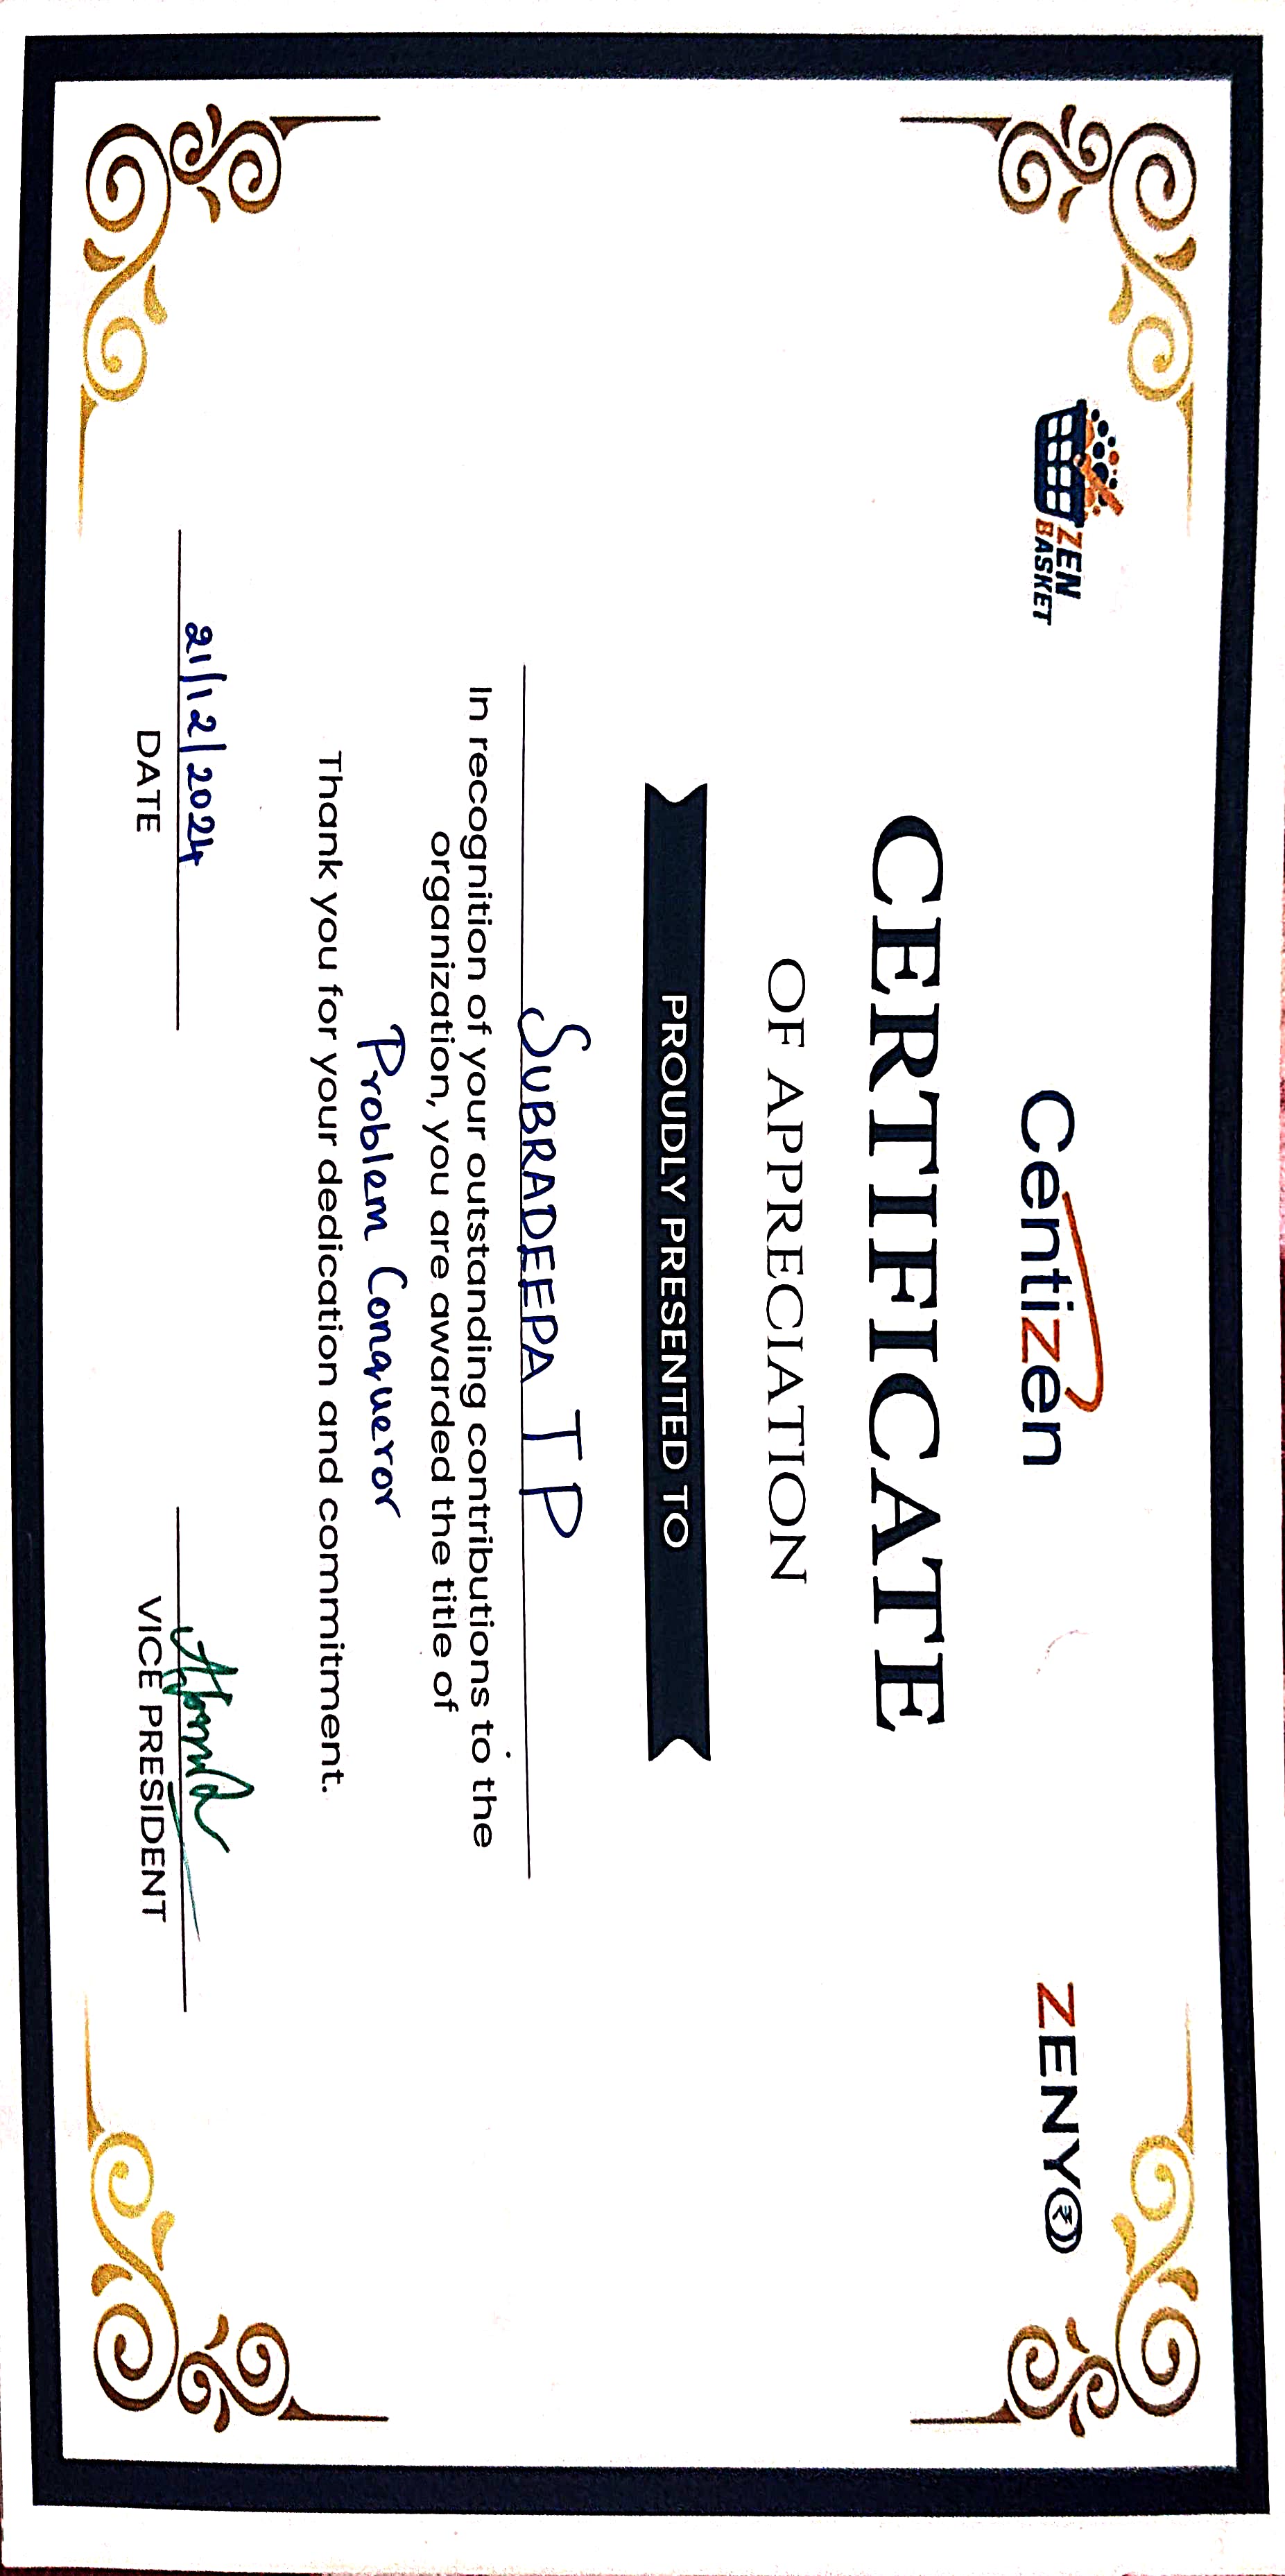 ZEN
BASKET
Centizen
ZENYO
CERTIFICATE
OF APPRECIATION
PROUDLY PRESENTED TO
SUBRADEEPA T P
In recognition of your outstanding contributions to the
organization, you are awarded the title of
Problem Conqueror
Thank you for your dedication and commitment.
21/12/2024
DATE
VICE PRESIDENT